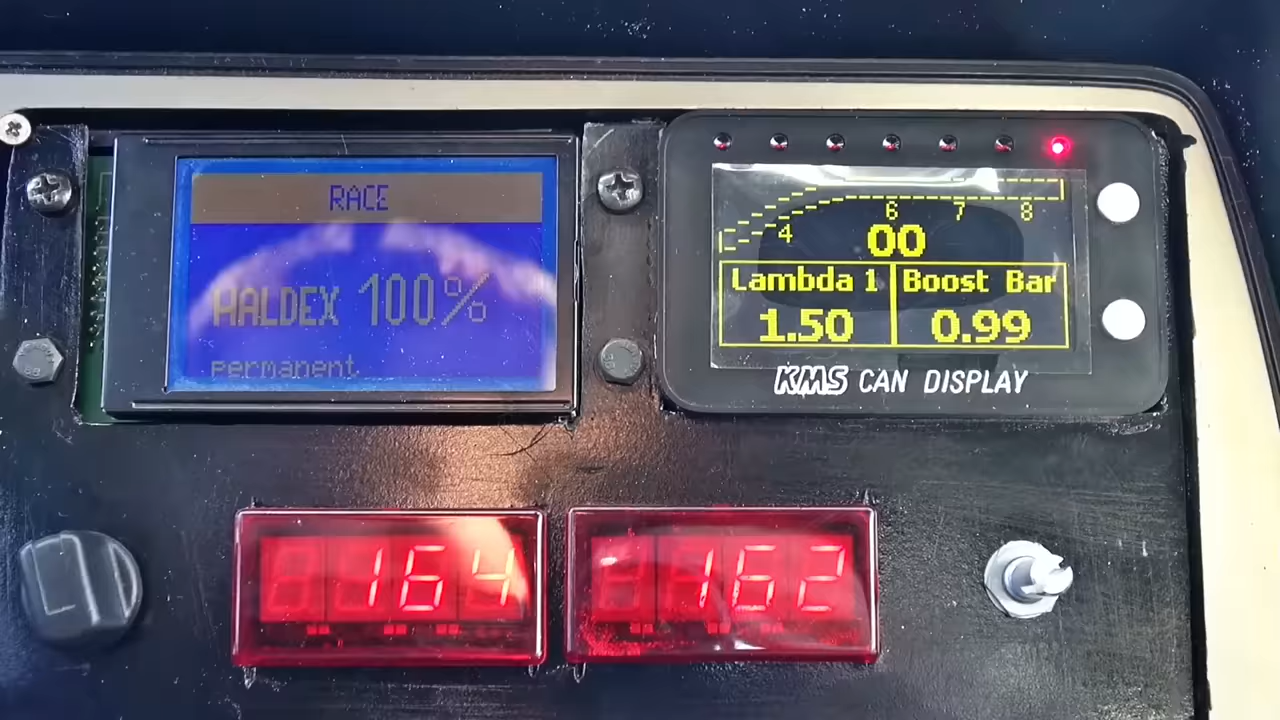 RACE
HALDEX 100%
permanent
4 6 7 8
00
Lambda 1 Boost Bar
1.50 0.99
KMS CAN DISPLAY
164 162